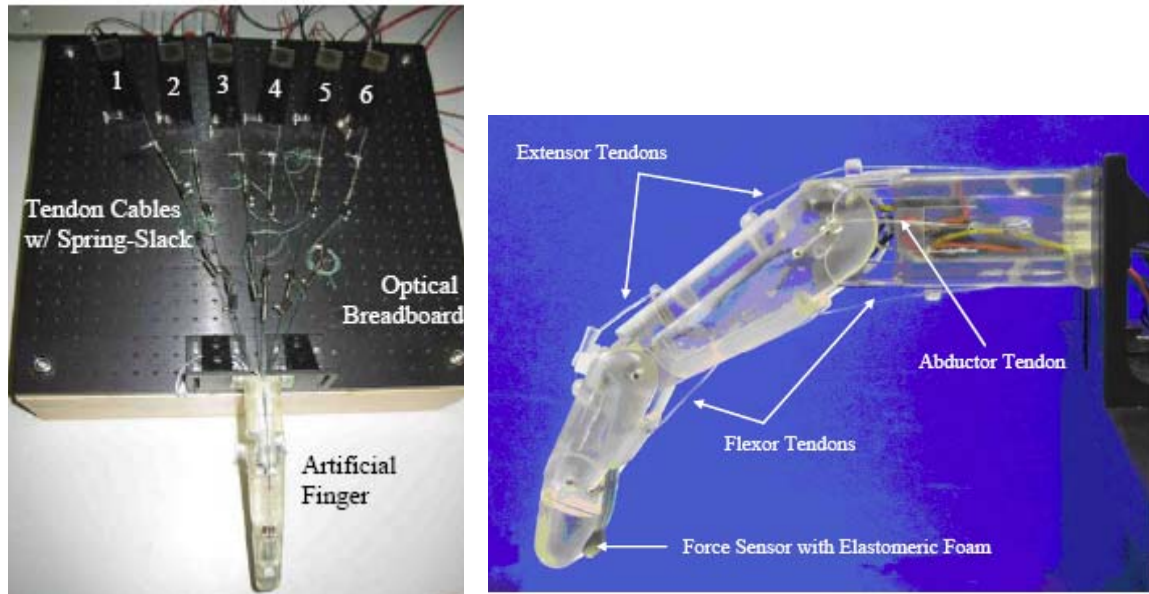 1 2 3 4 5 6
Tendon Cables
w/ Spring-Slack
Optical
Breadboard
Artificial
Finger
Extensor Tendons
Abductor Tendon
Flexor Tendons
Force Sensor with Elastomeric Foam